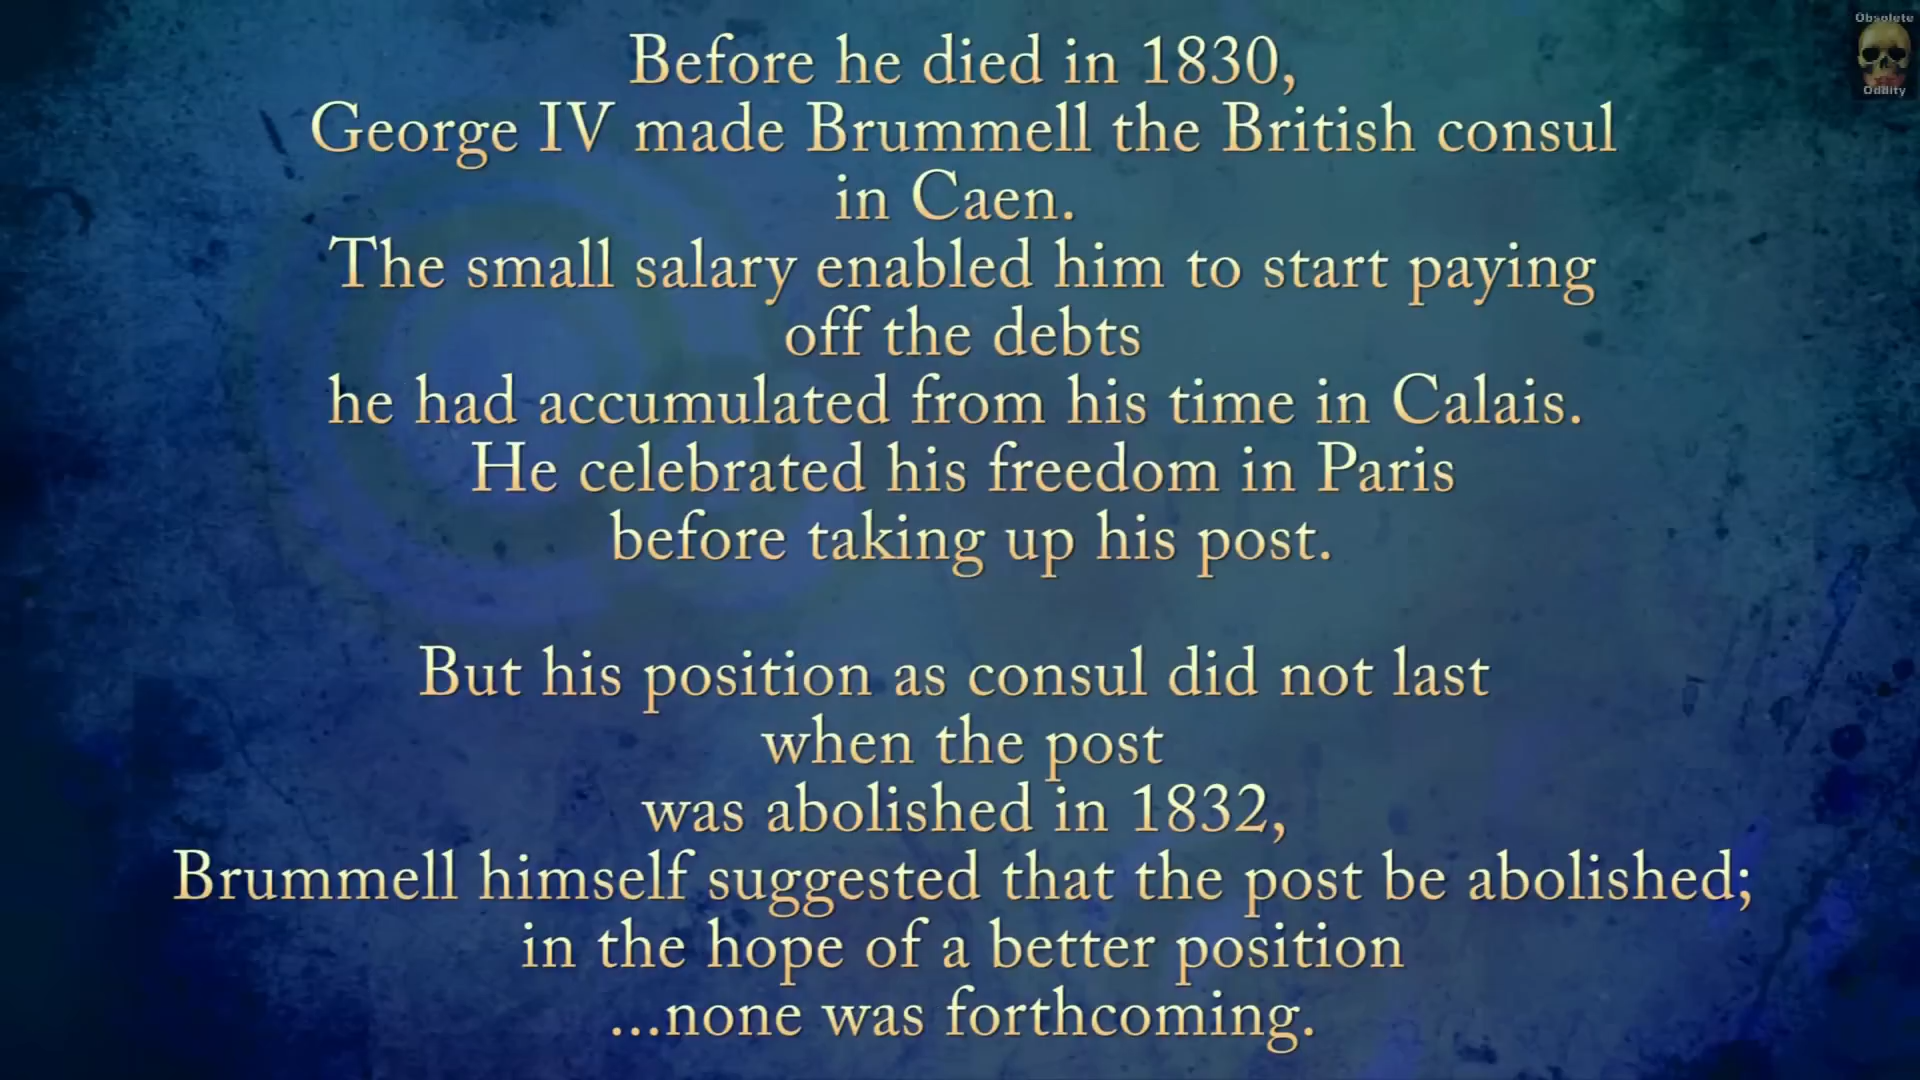 Obsolete
Oddity
Before he died in 1830,
George IV made Brummell the British consul
in Caen.
The small salary enabled him to start paying
off the debts
he had accumulated from his time in Calais.
He celebrated his freedom in Paris
before taking up his post.
But his position as consul did not last
when the post
was abolished in 1832,
Brummell himself suggested that the post be abolished;
in the hope of a better position
...none was forthcoming.